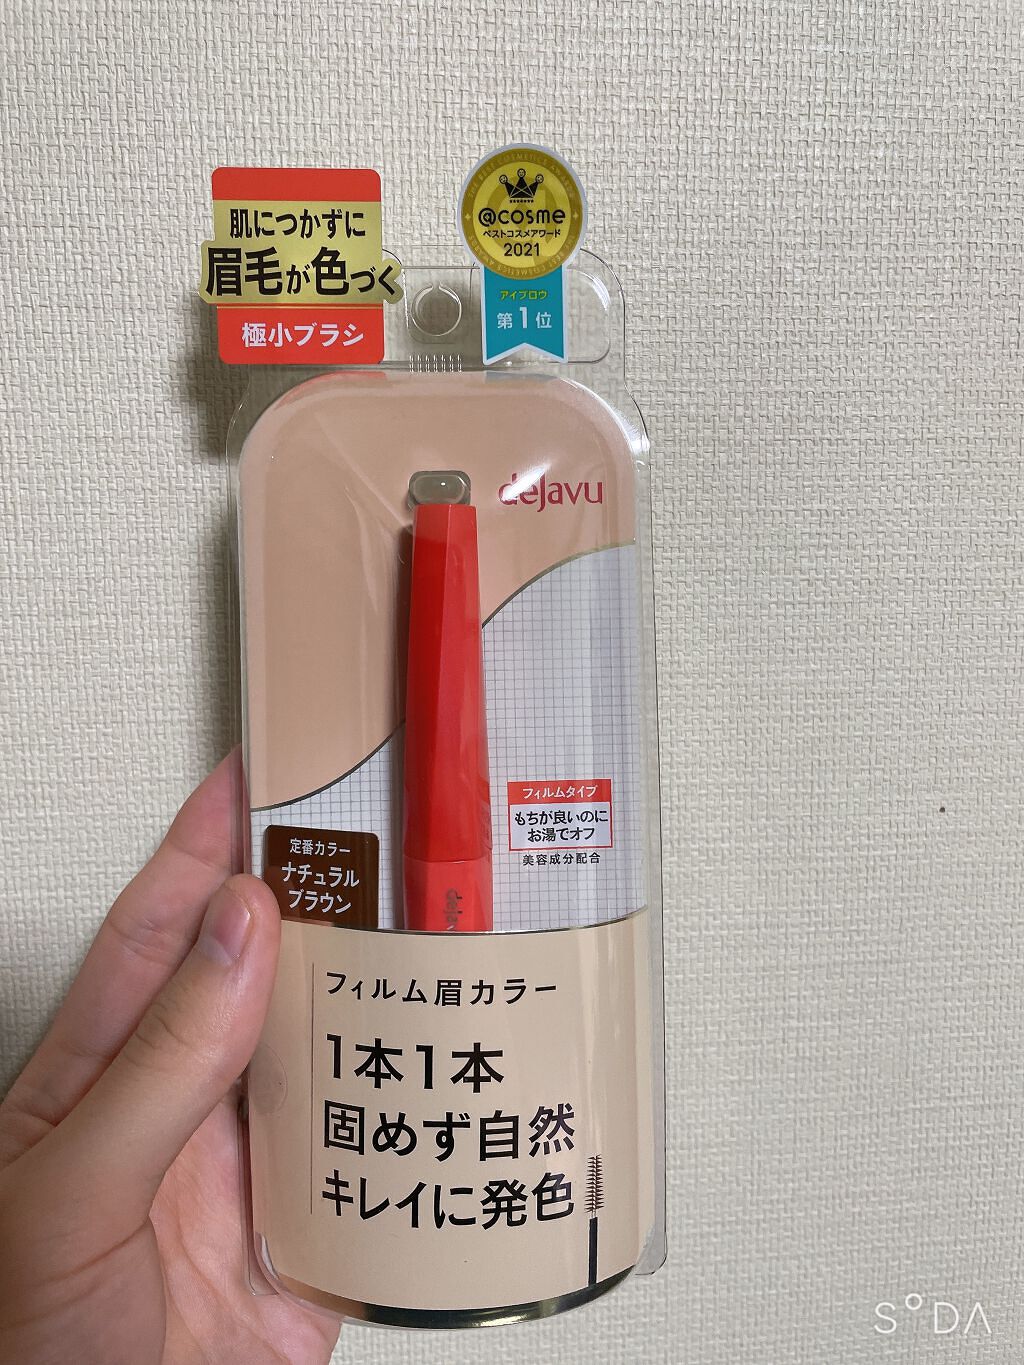 肌につかずに
眉毛が色づく
極小ブラシ
@cosme
ベストコスメアワード
2021
アイブロウ
第1位
dejavu
フィルムタイプ
もちが良いのに
お湯でオフ
美容成分配合
定番カラー
ナチュラル
ブラウン
deja
フィルム眉カラー
1本1本
固めず自然
キレイに発色
SODA